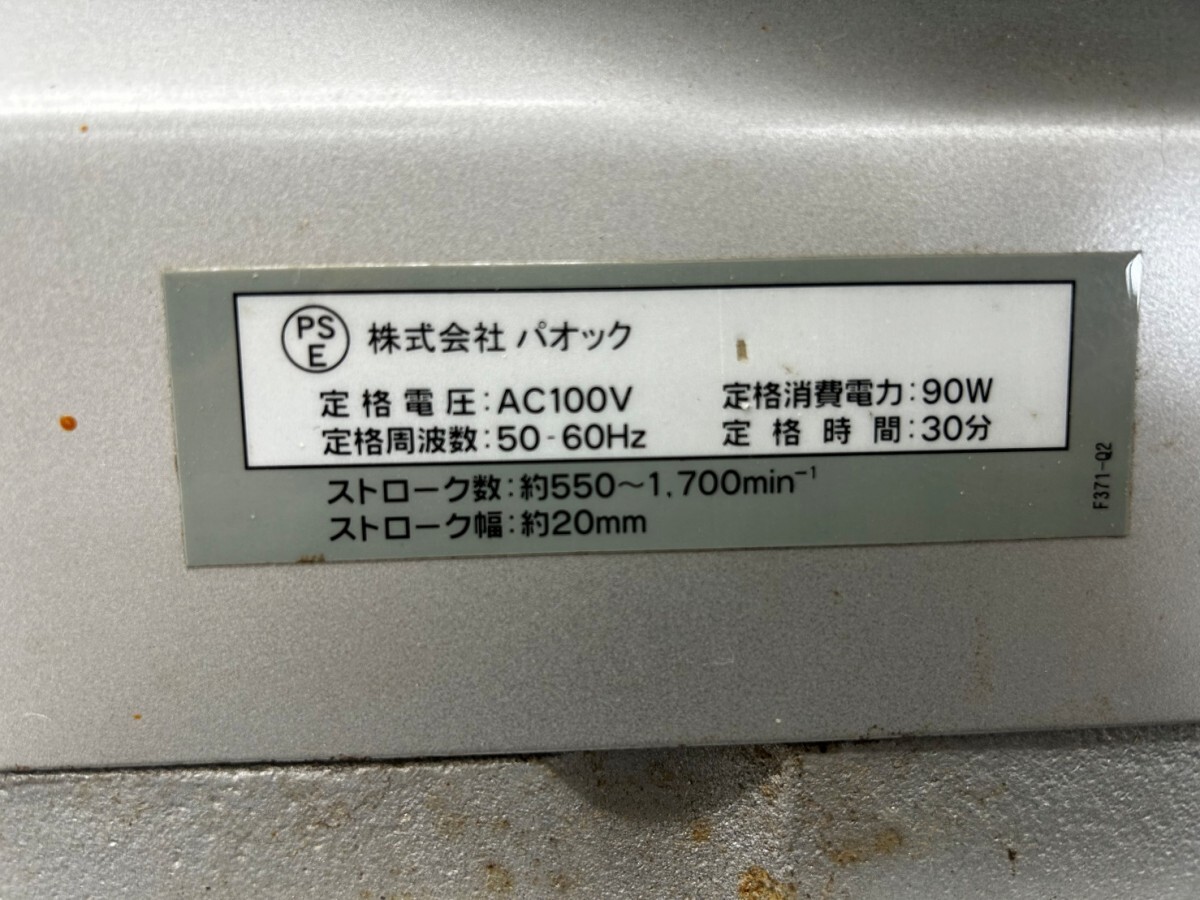 PSE 株式会社 パオック
定格電圧:AC100V 定格消費電力:90W
定格周波数:50-60Hz 定格時間:30分
ストローク数:約550～1,700min⁻¹
ストローク幅:約20mm
F371-Q2